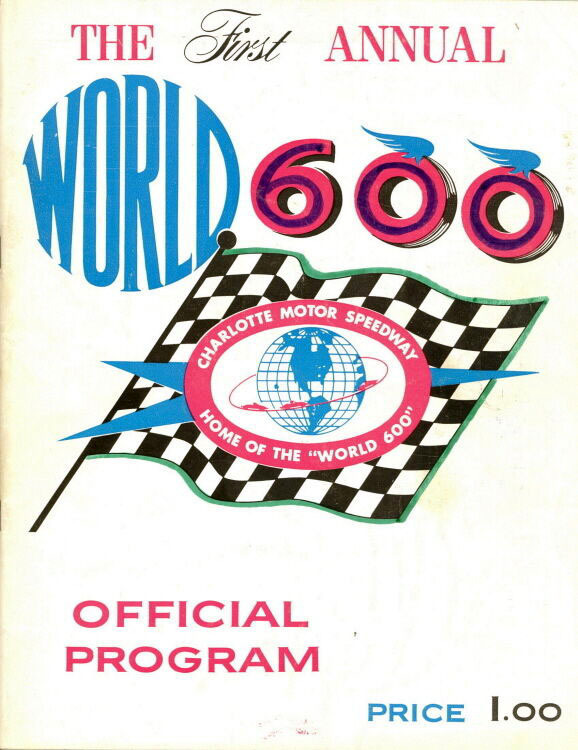 THE First ANNUAL
WORLD 600
CHARLOTTE MOTOR SPEEDWAY
HOME OF THE "WORLD 600"
OFFICIAL
PROGRAM
PRICE 1.00